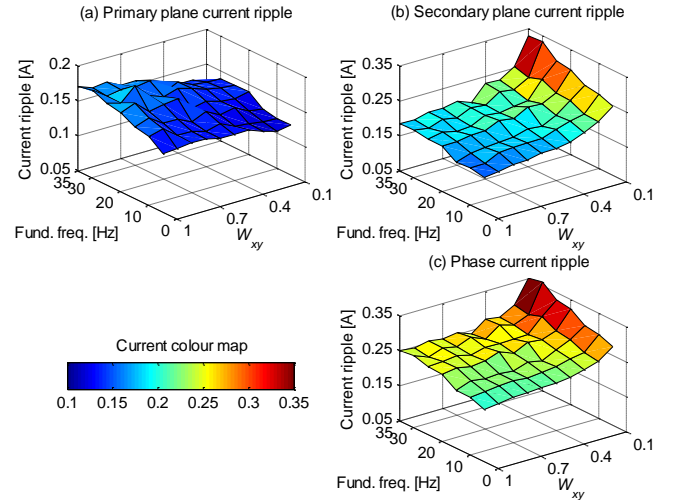 (a) Primary plane current ripple
Current ripple [A]
0.2
0.15
0.1
0.05
35
30
20
10
0
Fund. freq. [Hz]
1
0.7
0.4
0.1
W_xy
(b) Secondary plane current ripple
Current ripple [A]
0.35
0.25
0.15
0.05
35
30
20
10
0
Fund. freq. [Hz]
1
0.7
0.4
0.1
W_xy
(c) Phase current ripple
Current ripple [A]
0.35
0.25
0.15
0.05
35
30
20
10
0
Fund. freq. [Hz]
1
0.7
0.4
0.1
W_xy
Current colour map
0.1 0.15 0.2 0.25 0.3 0.35